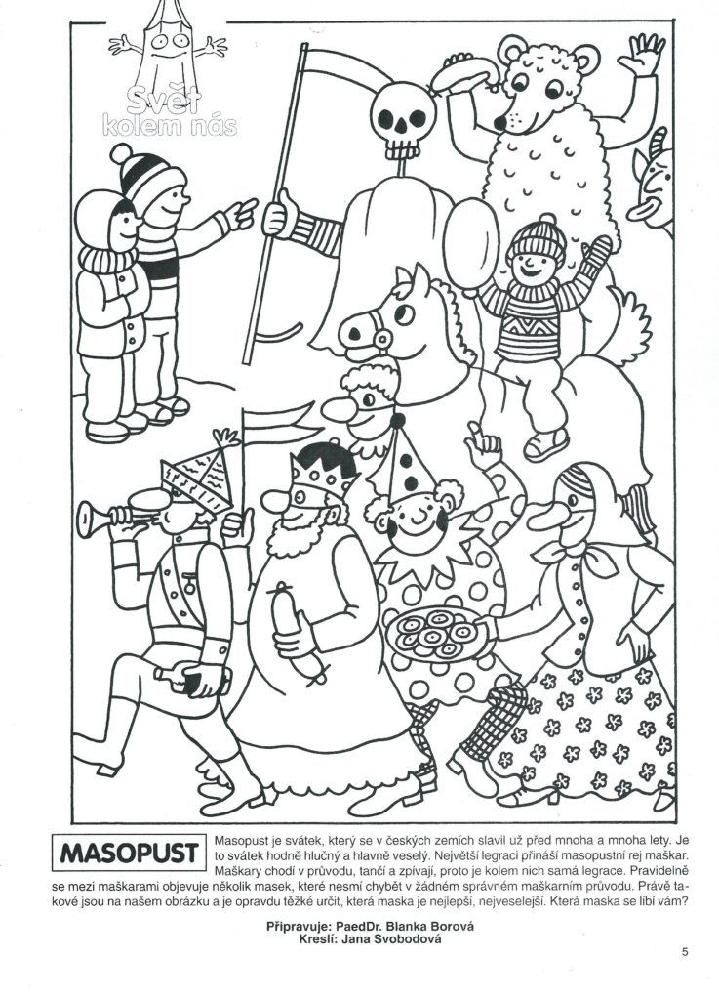 Svět
kolem nás
MASOPUST
Masopust je svátek, který se v českých zemích slavil už před mnoha a mnoha lety. Je
to svátek hodně hlučný a hlavně veselý. Největší legraci přináší masopustní rej maškar.
Maškary chodí v průvodu, tančí a zpívají, proto je kolem nich samá legrace. Pravidelně
se mezi maškarami objevuje několik masek, které nesmí chybět v žádném správném maškarním průvodu. Právě ta-
kové jsou na našem obrázku a je opravdu těžké určit, která maska je nejlepší, nejveselejší. Která maska se líbí vám?
Připravuje: PaedDr. Blanka Borová
Kreslí: Jana Svobodová
5